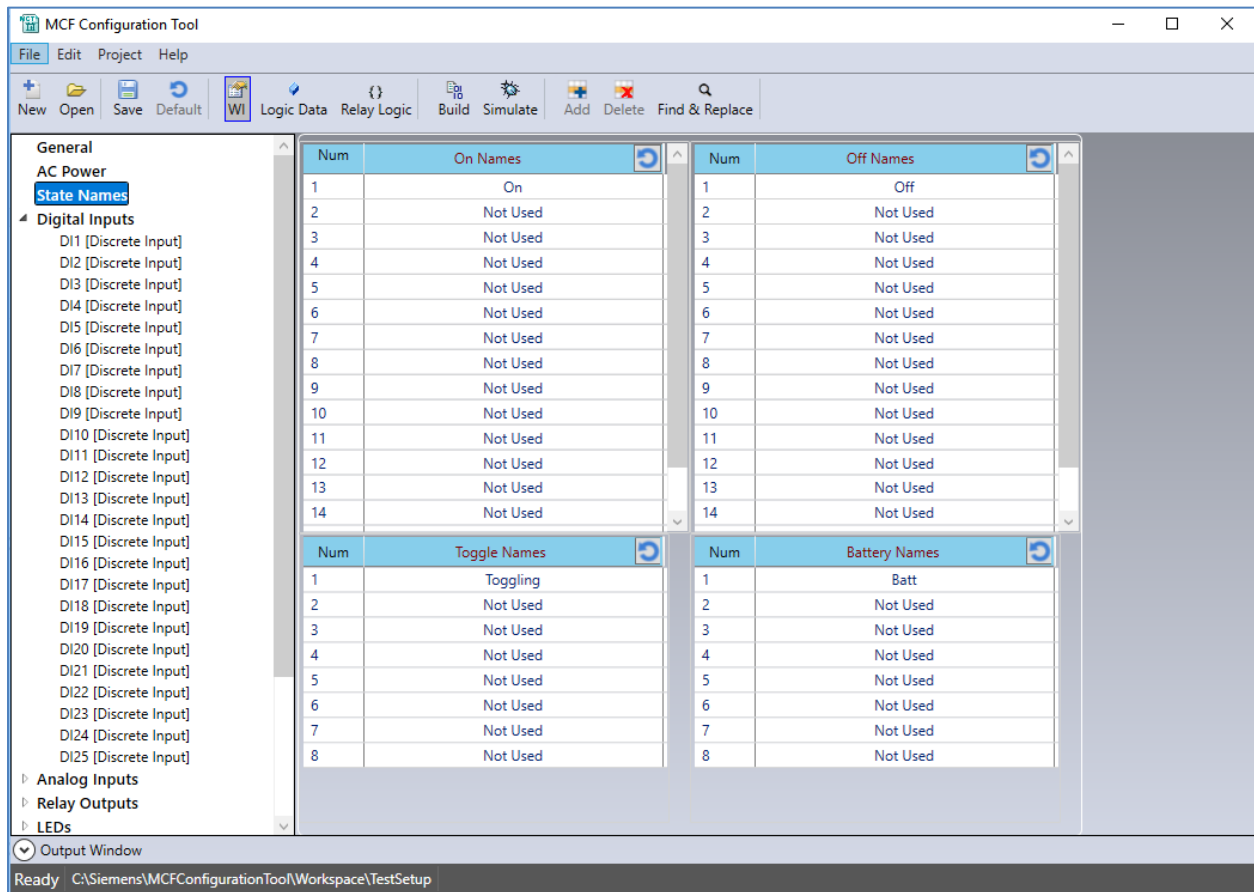 MCF Configuration Tool
File Edit Project Help
New Open Save Default WI Logic Data Relay Logic Build Simulate Add Delete Find & Replace
General
AC Power
State Names
Digital Inputs
DI1 [Discrete Input]
DI2 [Discrete Input]
DI3 [Discrete Input]
DI4 [Discrete Input]
DI5 [Discrete Input]
DI6 [Discrete Input]
DI7 [Discrete Input]
DI8 [Discrete Input]
DI9 [Discrete Input]
DI10 [Discrete Input]
DI11 [Discrete Input]
DI12 [Discrete Input]
DI13 [Discrete Input]
DI14 [Discrete Input]
DI15 [Discrete Input]
DI16 [Discrete Input]
DI17 [Discrete Input]
DI18 [Discrete Input]
DI19 [Discrete Input]
DI20 [Discrete Input]
DI21 [Discrete Input]
DI22 [Discrete Input]
DI23 [Discrete Input]
DI24 [Discrete Input]
DI25 [Discrete Input]
Analog Inputs
Relay Outputs
LEDs
Num On Names
1 On
2 Not Used
3 Not Used
4 Not Used
5 Not Used
6 Not Used
7 Not Used
8 Not Used
9 Not Used
10 Not Used
11 Not Used
12 Not Used
13 Not Used
14 Not Used
Num Off Names
1 Off
2 Not Used
3 Not Used
4 Not Used
5 Not Used
6 Not Used
7 Not Used
8 Not Used
9 Not Used
10 Not Used
11 Not Used
12 Not Used
13 Not Used
14 Not Used
Num Toggle Names
1 Toggling
2 Not Used
3 Not Used
4 Not Used
5 Not Used
6 Not Used
7 Not Used
8 Not Used
Num Battery Names
1 Batt
2 Not Used
3 Not Used
4 Not Used
5 Not Used
6 Not Used
7 Not Used
8 Not Used
Output Window
Ready C:\Siemens\MCFConfigurationTool\Workspace\TestSetup